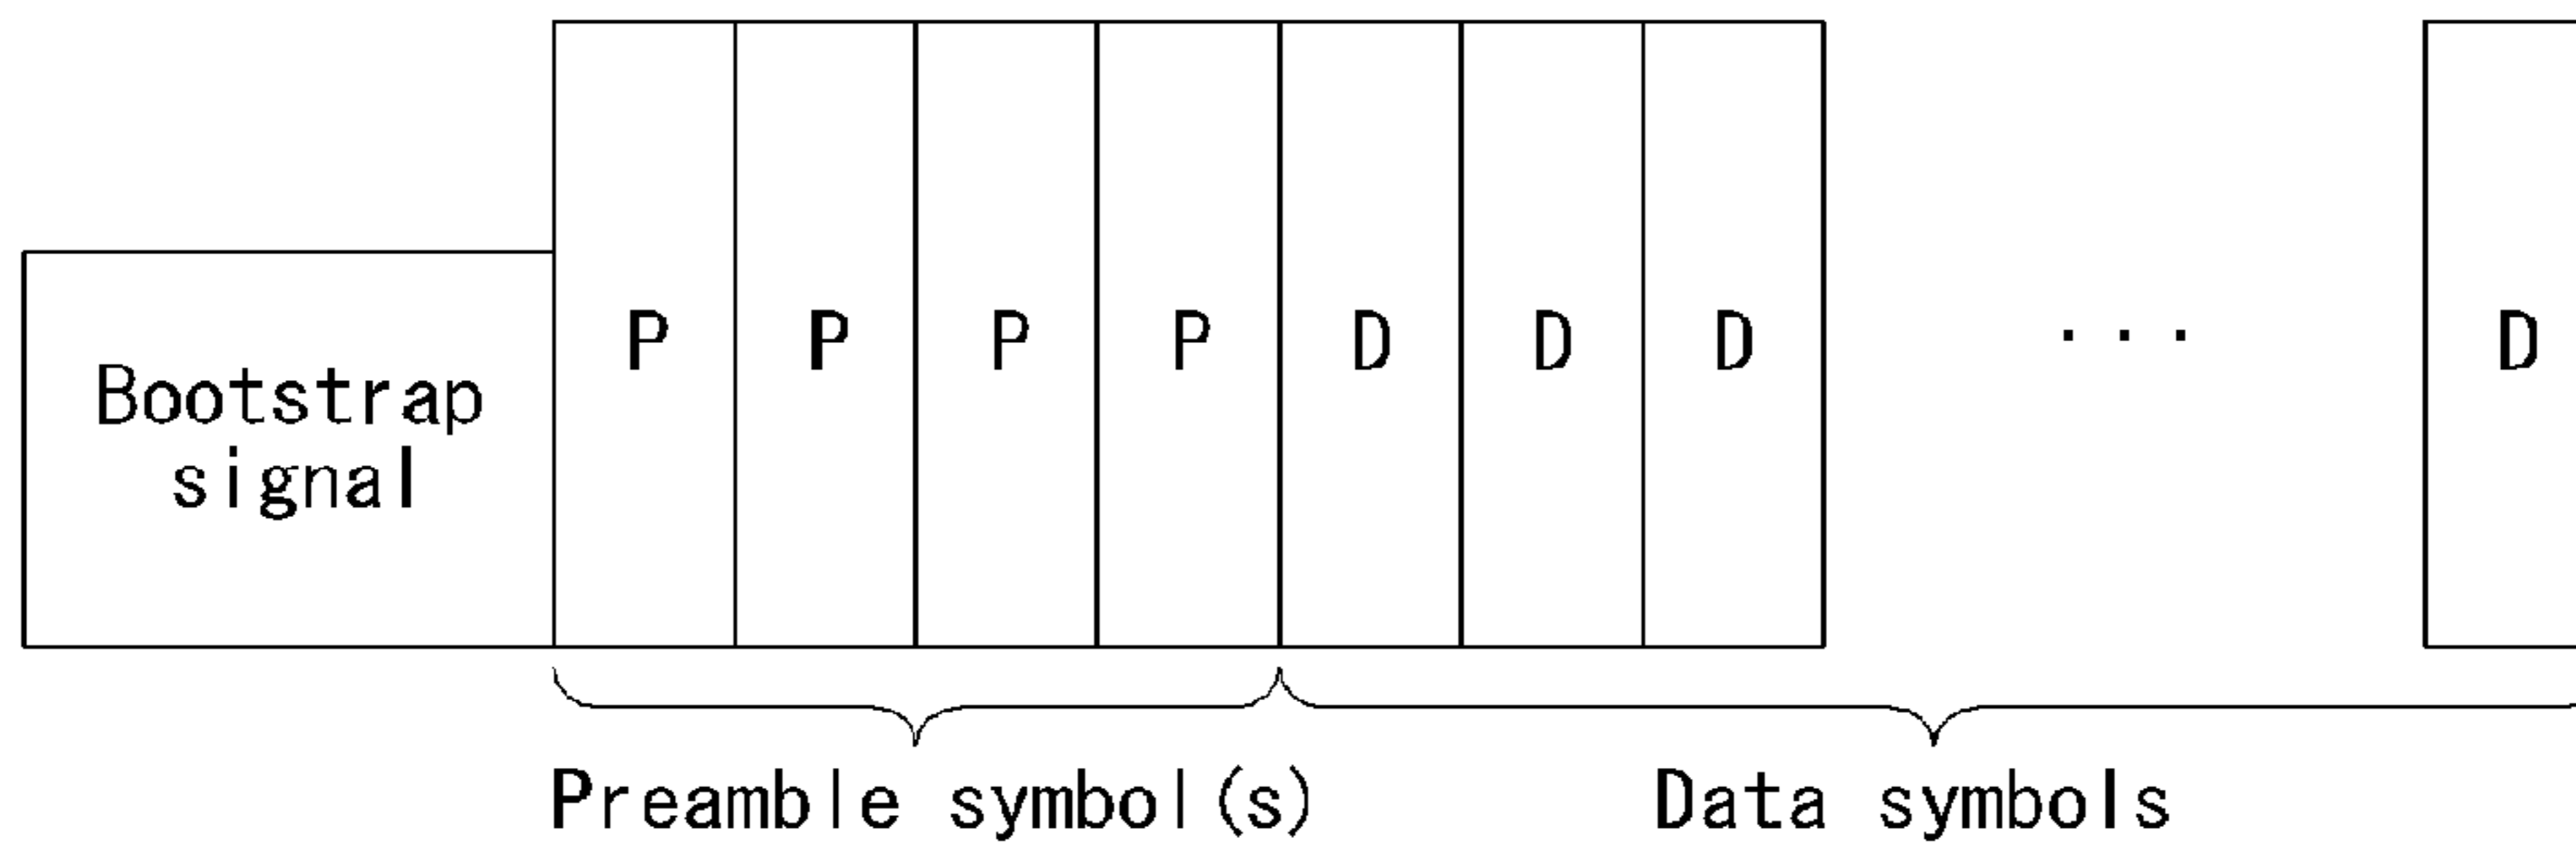 P P P P D D D ... D
Bootstrap
signal
Preamble symbol(s) Data symbols